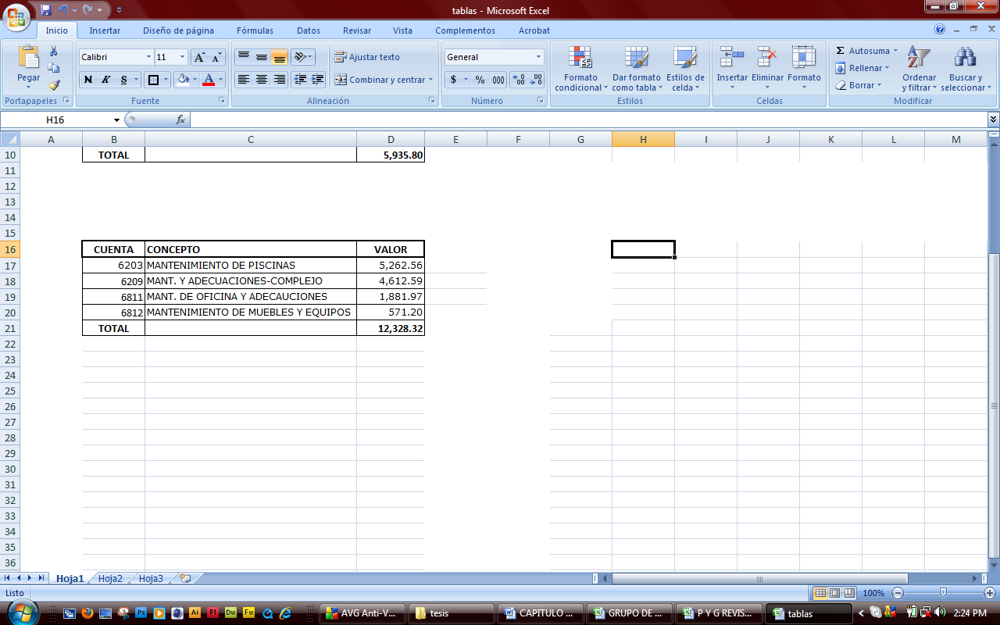 tablas - Microsoft Excel
Inicio Insertar Diseño de página Fórmulas Datos Revisar Vista Complementos Acrobat
Pegar
Portapapeles
Calibri 11
N K S
Fuente
Ajustar texto
Combinar y centrar
Alineación
General
$ % 000
Número
Formato condicional
Dar formato como tabla
Estilos de celda
Estilos
Insertar Eliminar Formato
Celdas
Autosuma
Rellenar
Borrar
Ordenar y filtrar
Buscar y seleccionar
Modificar
H16 fx
A B C D E F G H I J K L M
10 TOTAL 5,935.80
11
12
13
14
15
16 CUENTA CONCEPTO VALOR
17 6203 MANTENIMIENTO DE PISCINAS 5,262.56
18 6209 MANT. Y ADECUACIONES-COMPLEJO 4,612.59
19 6811 MANT. DE OFICINA Y ADECAUCIONES 1,881.97
20 6812 MANTENIMIENTO DE MUEBLES Y EQUIPOS 571.20
21 TOTAL 12,328.32
22
23
24
25
26
27
28
29
30
31
32
33
34
35
36
Hoja1 Hoja2 Hoja3
Listo 100%
Ps Ai Fl Dw Fw AVG Anti-V... tesis CAPITULO ... GRUPO DE ... P Y G REVIS... tablas 2:24 PM